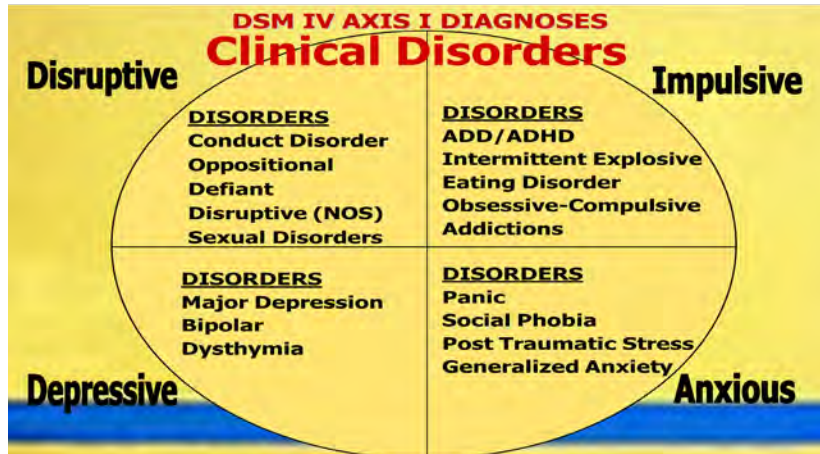 DSM IV AXIS I DIAGNOSES
Clinical Disorders
Disruptive
DISORDERS
Conduct Disorder
Oppositional
Defiant
Disruptive (NOS)
Sexual Disorders
Impulsive
DISORDERS
ADD/ADHD
Intermittent Explosive
Eating Disorder
Obsessive-Compulsive
Addictions
DISORDERS
Major Depression
Bipolar
Dysthymia
Depressive
DISORDERS
Panic
Social Phobia
Post Traumatic Stress
Generalized Anxiety
Anxious